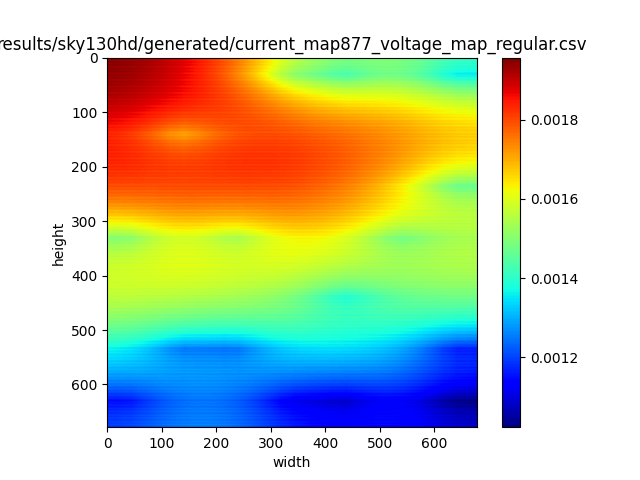 results/sky130hd/generated/current_map877_voltage_map_regular.csv
0
100
200
300
400
500
600
height
0 100 200 300 400 500 600
width
0.0018
0.0016
0.0014
0.0012